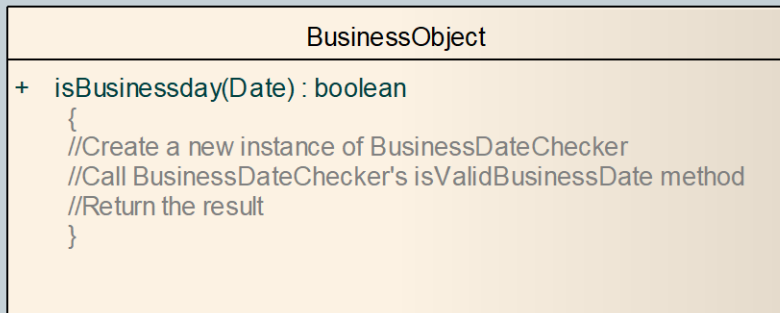 BusinessObject
+ isBusinessday(Date) : boolean
{
//Create a new instance of BusinessDateChecker
//Call BusinessDateChecker's isValidBusinessDate method
//Return the result
}